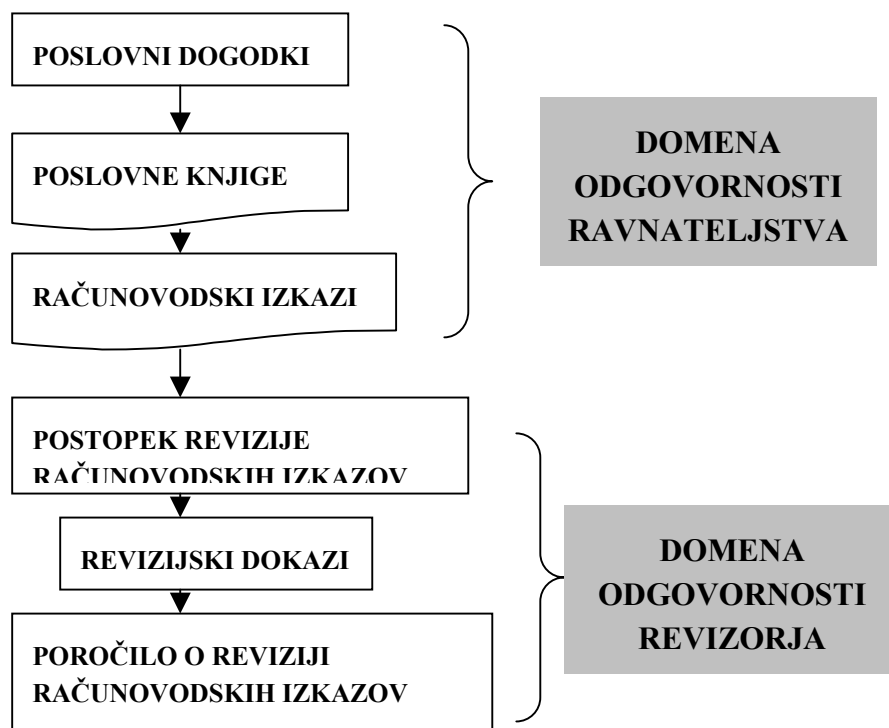 POSLOVNI DOGODKI
POSLOVNE KNJIGE
RAČUNOVODSKI IZKAZI
DOMENA
ODGOVORNOSTI
RAVNATELJSTVA
POSTOPEK REVIZIJE
RAČUNOVODSKIH IZKAZOV
REVIZIJSKI DOKAZI
POROČILO O REVIZIJI
RAČUNOVODSKIH IZKAZOV
DOMENA
ODGOVORNOSTI
REVIZORJA